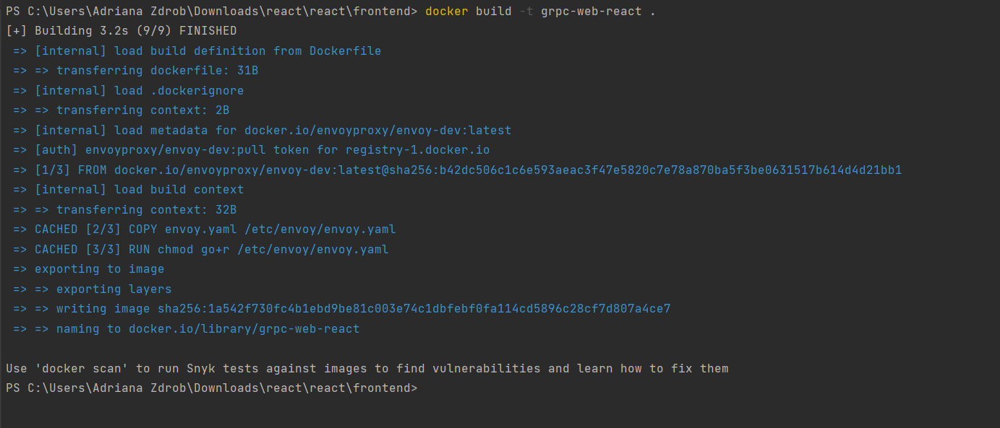 PS C:\Users\Adriana Zdrob\Downloads\react\react\frontend> docker build -t grpc-web-react .
[+] Building 3.2s (9/9) FINISHED
=> [internal] load build definition from Dockerfile
=> => transferring dockerfile: 31B
=> [internal] load .dockerignore
=> => transferring context: 2B
=> [internal] load metadata for docker.io/envoyproxy/envoy-dev:latest
=> [auth] envoyproxy/envoy-dev:pull token for registry-1.docker.io
=> [1/3] FROM docker.io/envoyproxy/envoy-dev:latest@sha256:b42dc506c1c6e593aeac3f47e5820c7e78a870ba5f3be0631517b614d4d21bb1
=> [internal] load build context
=> => transferring context: 32B
=> CACHED [2/3] COPY envoy.yaml /etc/envoy/envoy.yaml
=> CACHED [3/3] RUN chmod go+r /etc/envoy/envoy.yaml
=> exporting to image
=> => exporting layers
=> => writing image sha256:1a542f730fc4b1ebd9be81c003e74c1dbfebf0fa114cd5896c28cf7d807a4ce7
=> => naming to docker.io/library/grpc-web-react
Use 'docker scan' to run Snyk tests against images to find vulnerabilities and learn how to fix them
PS C:\Users\Adriana Zdrob\Downloads\react\react\frontend>